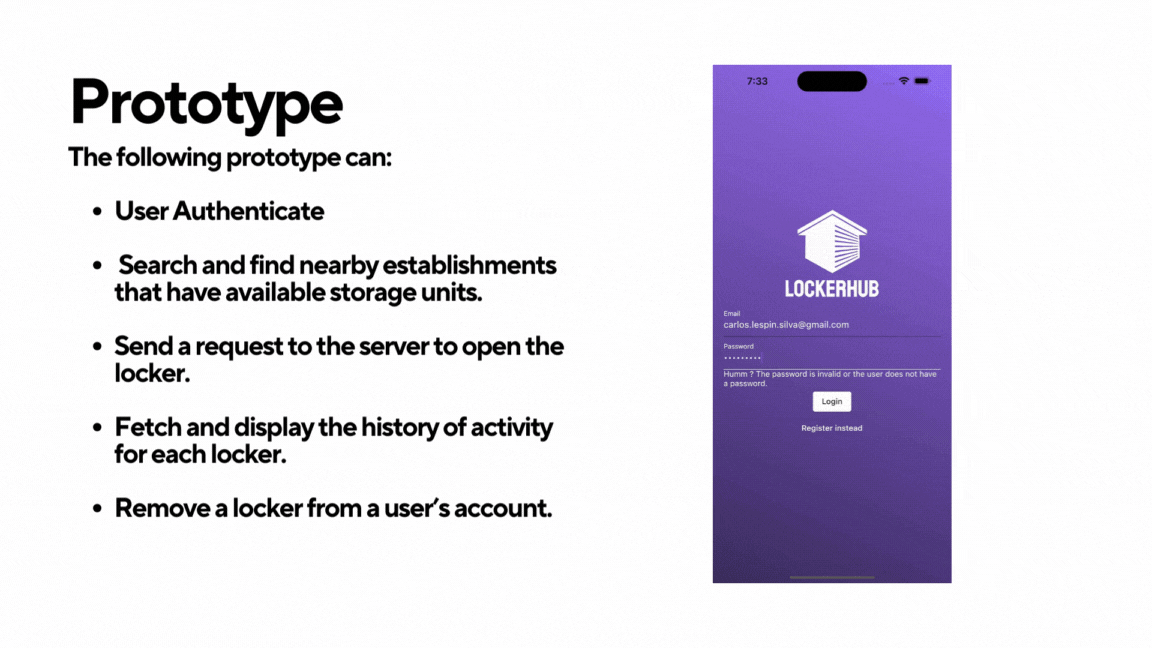 Prototype
The following prototype can:
• User Authenticate
• Search and find nearby establishments
that have available storage units.
• Send a request to the server to open the
locker.
• Fetch and display the history of activity
for each locker.
• Remove a locker from a user’s account.
7:33
LOCKERHUB
Email
carlos.lespin.silva@gmail.com
Password
•••••••••
Humm ? The password is invalid or the user does not have
a password.
Login
Register instead